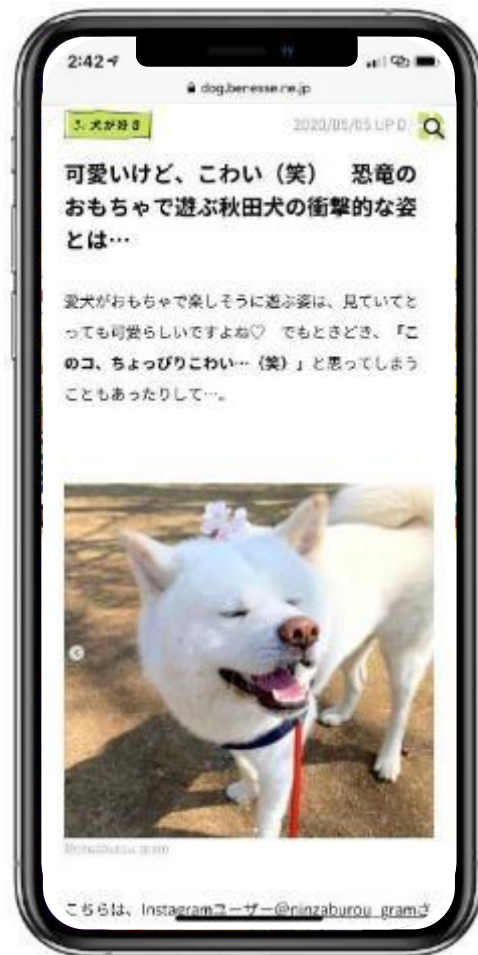 2:42
dog.benesse.ne.jp
いぬが好き
2020/05/05 UP D
可愛いけど、こわい（笑）　恐竜の
おもちゃで遊ぶ秋田犬の衝撃的な姿
とは…
愛犬がおもちゃで楽しそうに遊ぶ姿は、見ていてと
っても可愛らしいですよね♡　でもときどき、「こ
のコ、ちょっぴりこわい…（笑）」と思ってしまう
こともあったりして…。
@ninzaburou_gram
こちらは、Instagramユーザー@ninzaburou_gramさ